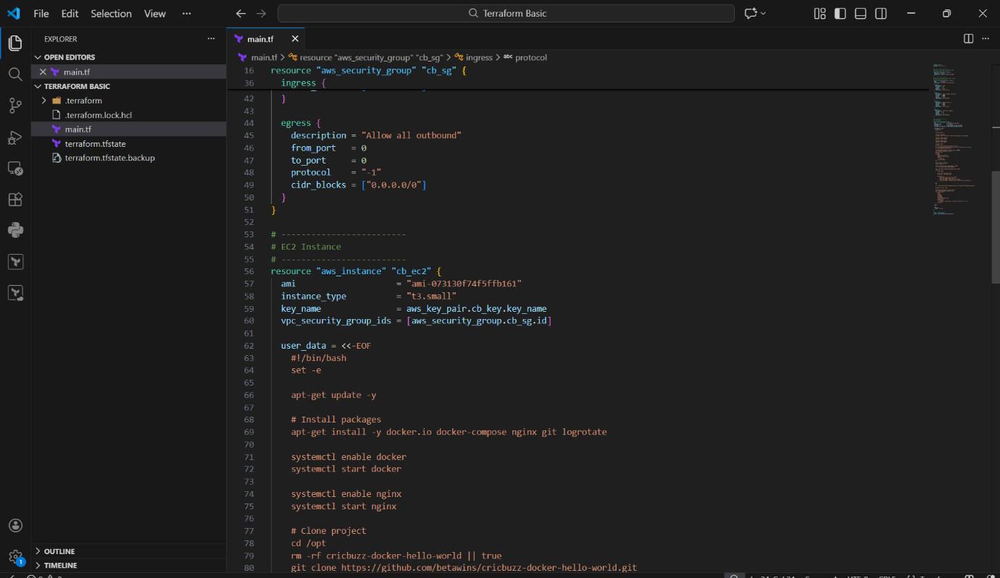 File Edit Selection View ···
Terraform Basic
EXPLORER ···
OPEN EDITORS
main.tf
TERRAFORM BASIC
.terraform
.terraform.lock.hcl
main.tf
terraform.tfstate
terraform.tfstate.backup
OUTLINE
TIMELINE
1
main.tf
main.tf > resource "aws_security_group" "cb_sg" > ingress > abc protocol
16 resource "aws_security_group" "cb_sg" {
36 ingress {
42 }
43
44 egress {
45 description = "Allow all outbound"
46 from_port = 0
47 to_port = 0
48 protocol = "-1"
49 cidr_blocks = ["0.0.0.0/0"]
50 }
51 }
52
53 # -------------------------
54 # EC2 Instance
55 # -------------------------
56 resource "aws_instance" "cb_ec2" {
57 ami = "ami-073130f74f5ffb161"
58 instance_type = "t3.small"
59 key_name = aws_key_pair.cb_key.key_name
60 vpc_security_group_ids = [aws_security_group.cb_sg.id]
61
62 user_data = <<-EOF
63 #!/bin/bash
64 set -e
65
66 apt-get update -y
67
68 # Install packages
69 apt-get install -y docker.io docker-compose nginx git logrotate
70
71 systemctl enable docker
72 systemctl start docker
73
74 systemctl enable nginx
75 systemctl start nginx
76
77 # Clone project
78 cd /opt
79 rm -rf cricbuzz-docker-hello-world || true
80 git clone https://github.com/betawins/cricbuzz-docker-hello-world.git